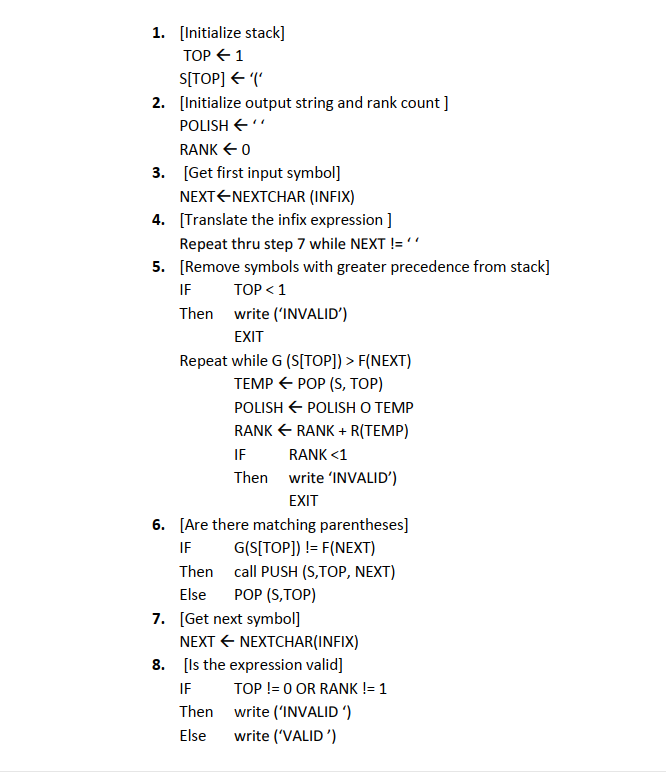 1. [Initialize stack]
TOP ← 1
S[TOP] ← ‘(‘
2. [Initialize output string and rank count ]
POLISH ← ‘ ‘
RANK ← 0
3. [Get first input symbol]
NEXT←NEXTCHAR (INFIX)
4. [Translate the infix expression ]
Repeat thru step 7 while NEXT != ‘ ‘
5. [Remove symbols with greater precedence from stack]
IF TOP < 1
Then write (‘INVALID’)
EXIT
Repeat while G (S[TOP]) > F(NEXT)
TEMP ← POP (S, TOP)
POLISH ← POLISH O TEMP
RANK ← RANK + R(TEMP)
IF RANK <1
Then write ‘INVALID’)
EXIT
6. [Are there matching parentheses]
IF G(S[TOP]) != F(NEXT)
Then call PUSH (S,TOP, NEXT)
Else POP (S,TOP)
7. [Get next symbol]
NEXT ← NEXTCHAR(INFIX)
8. [Is the expression valid]
IF TOP != 0 OR RANK != 1
Then write (‘INVALID ‘)
Else write (‘VALID ’)